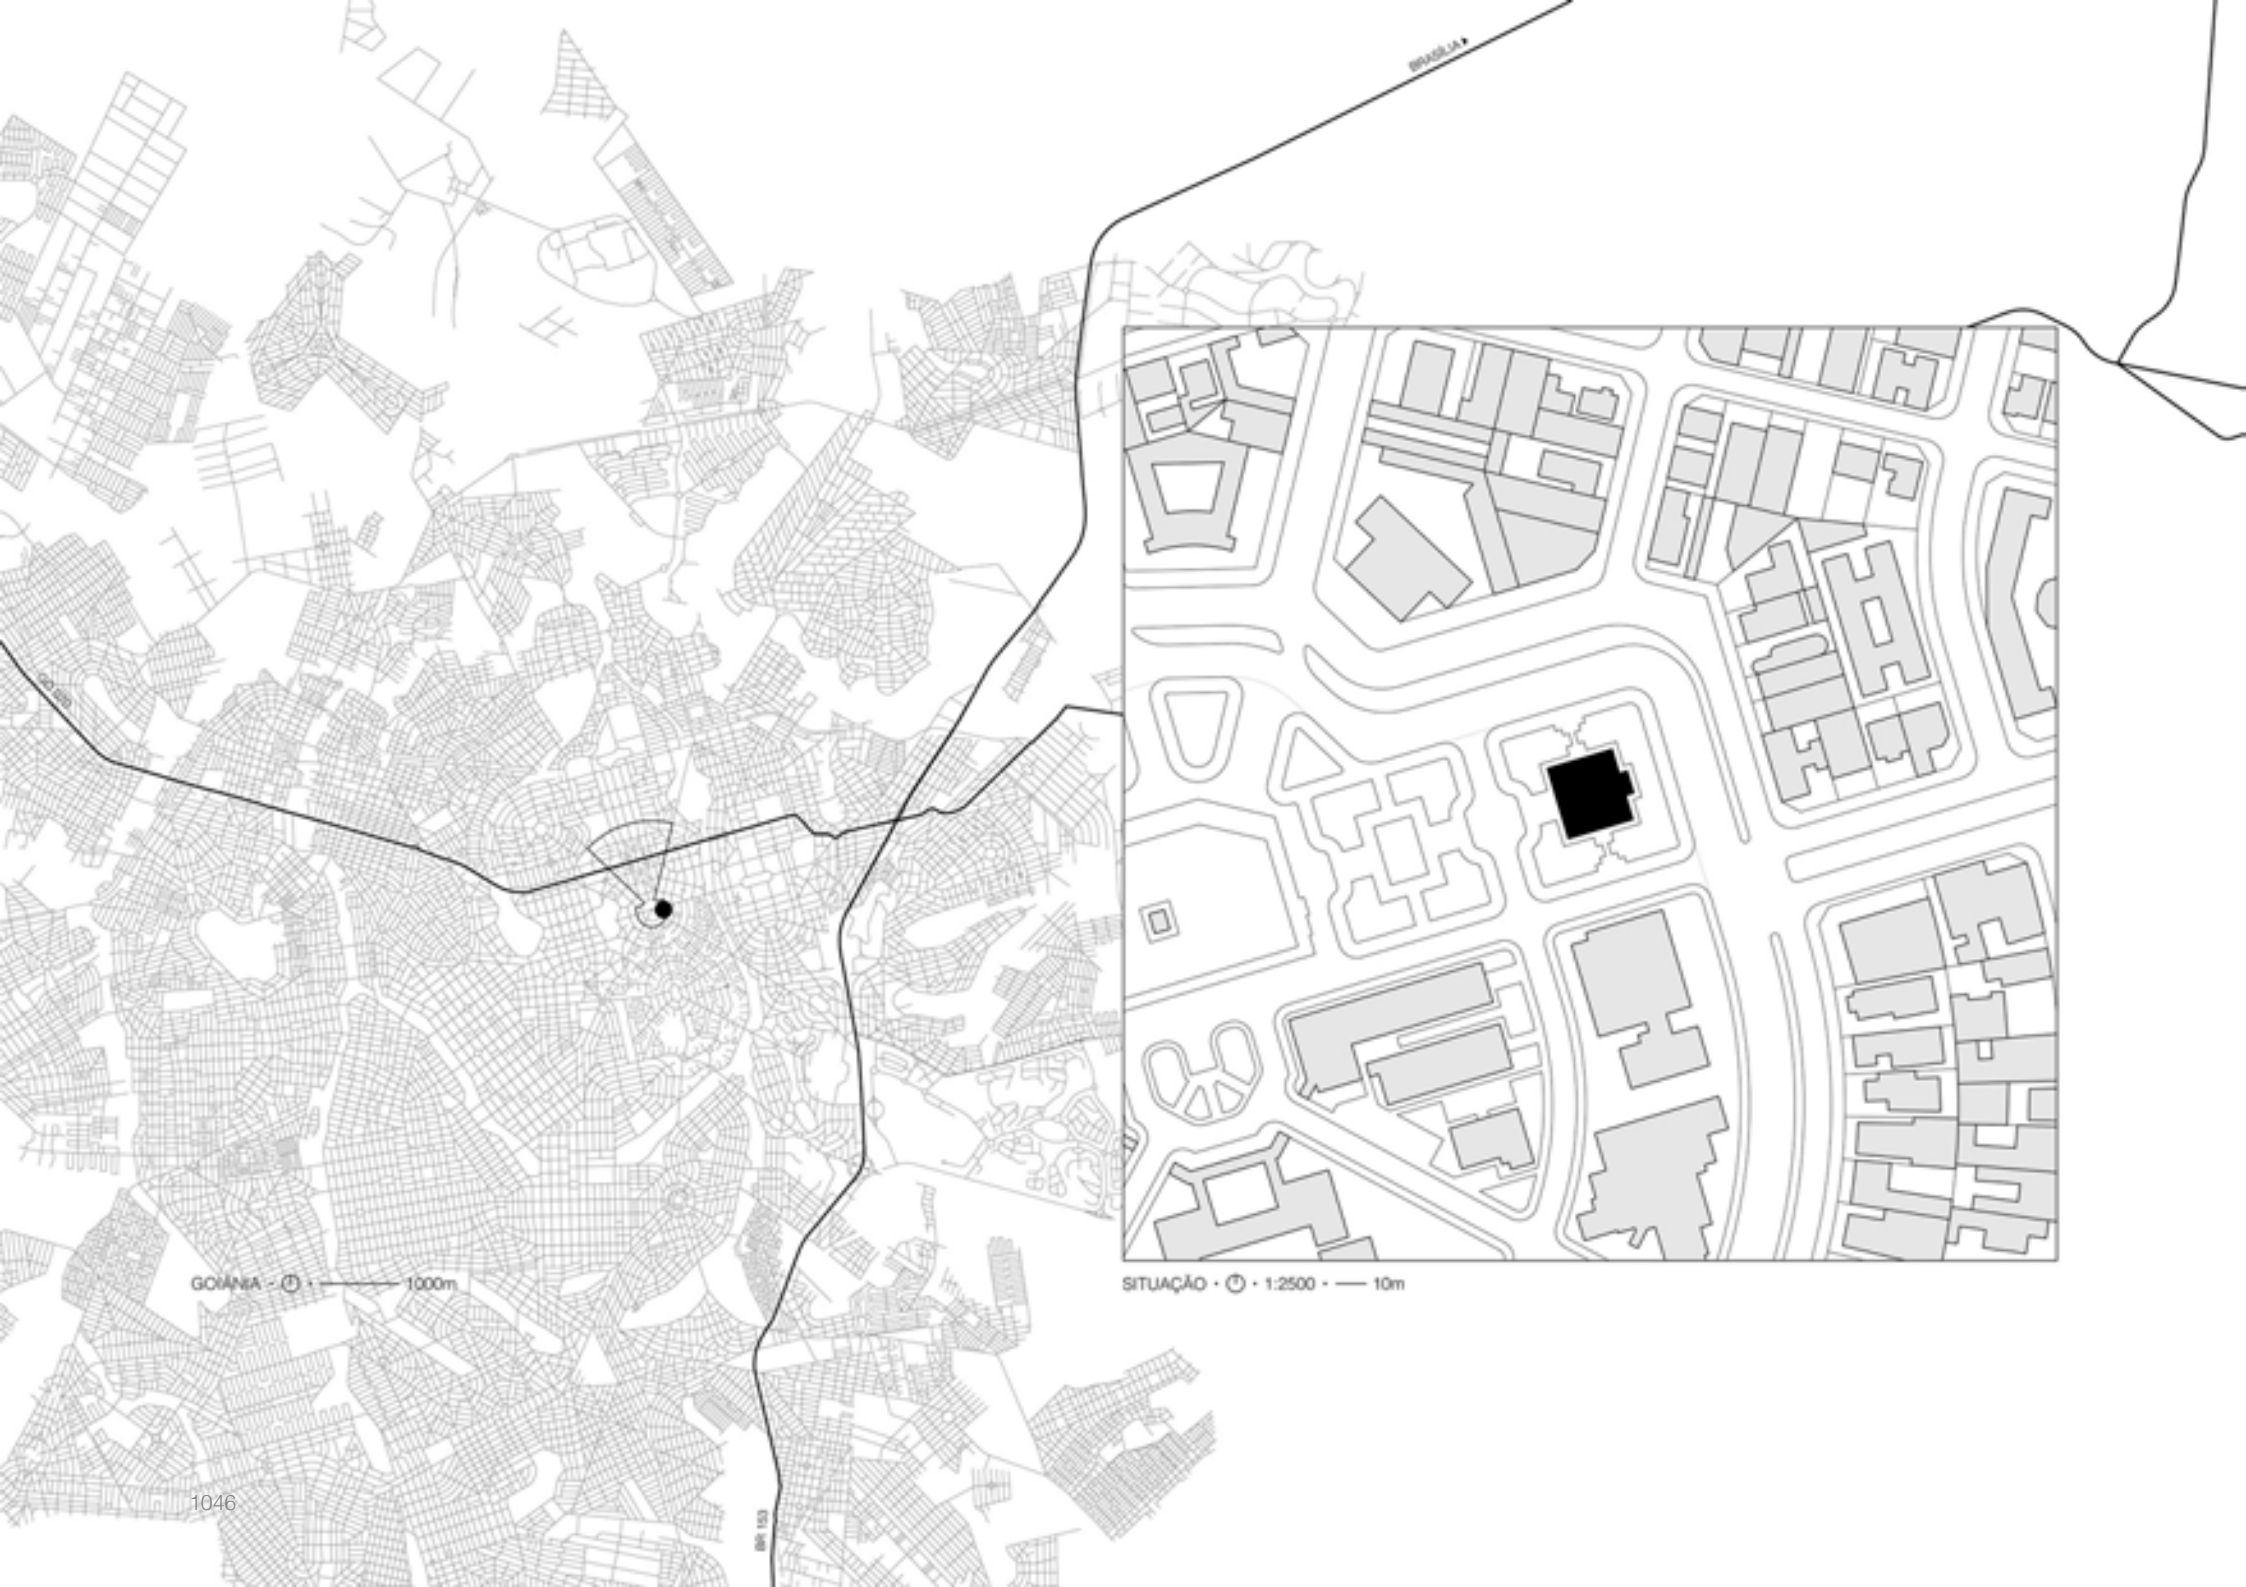 BRASÍLIA
GOIÂNIA · 1000m
SITUAÇÃO · 1:2500 · 10m
1046
BR 153